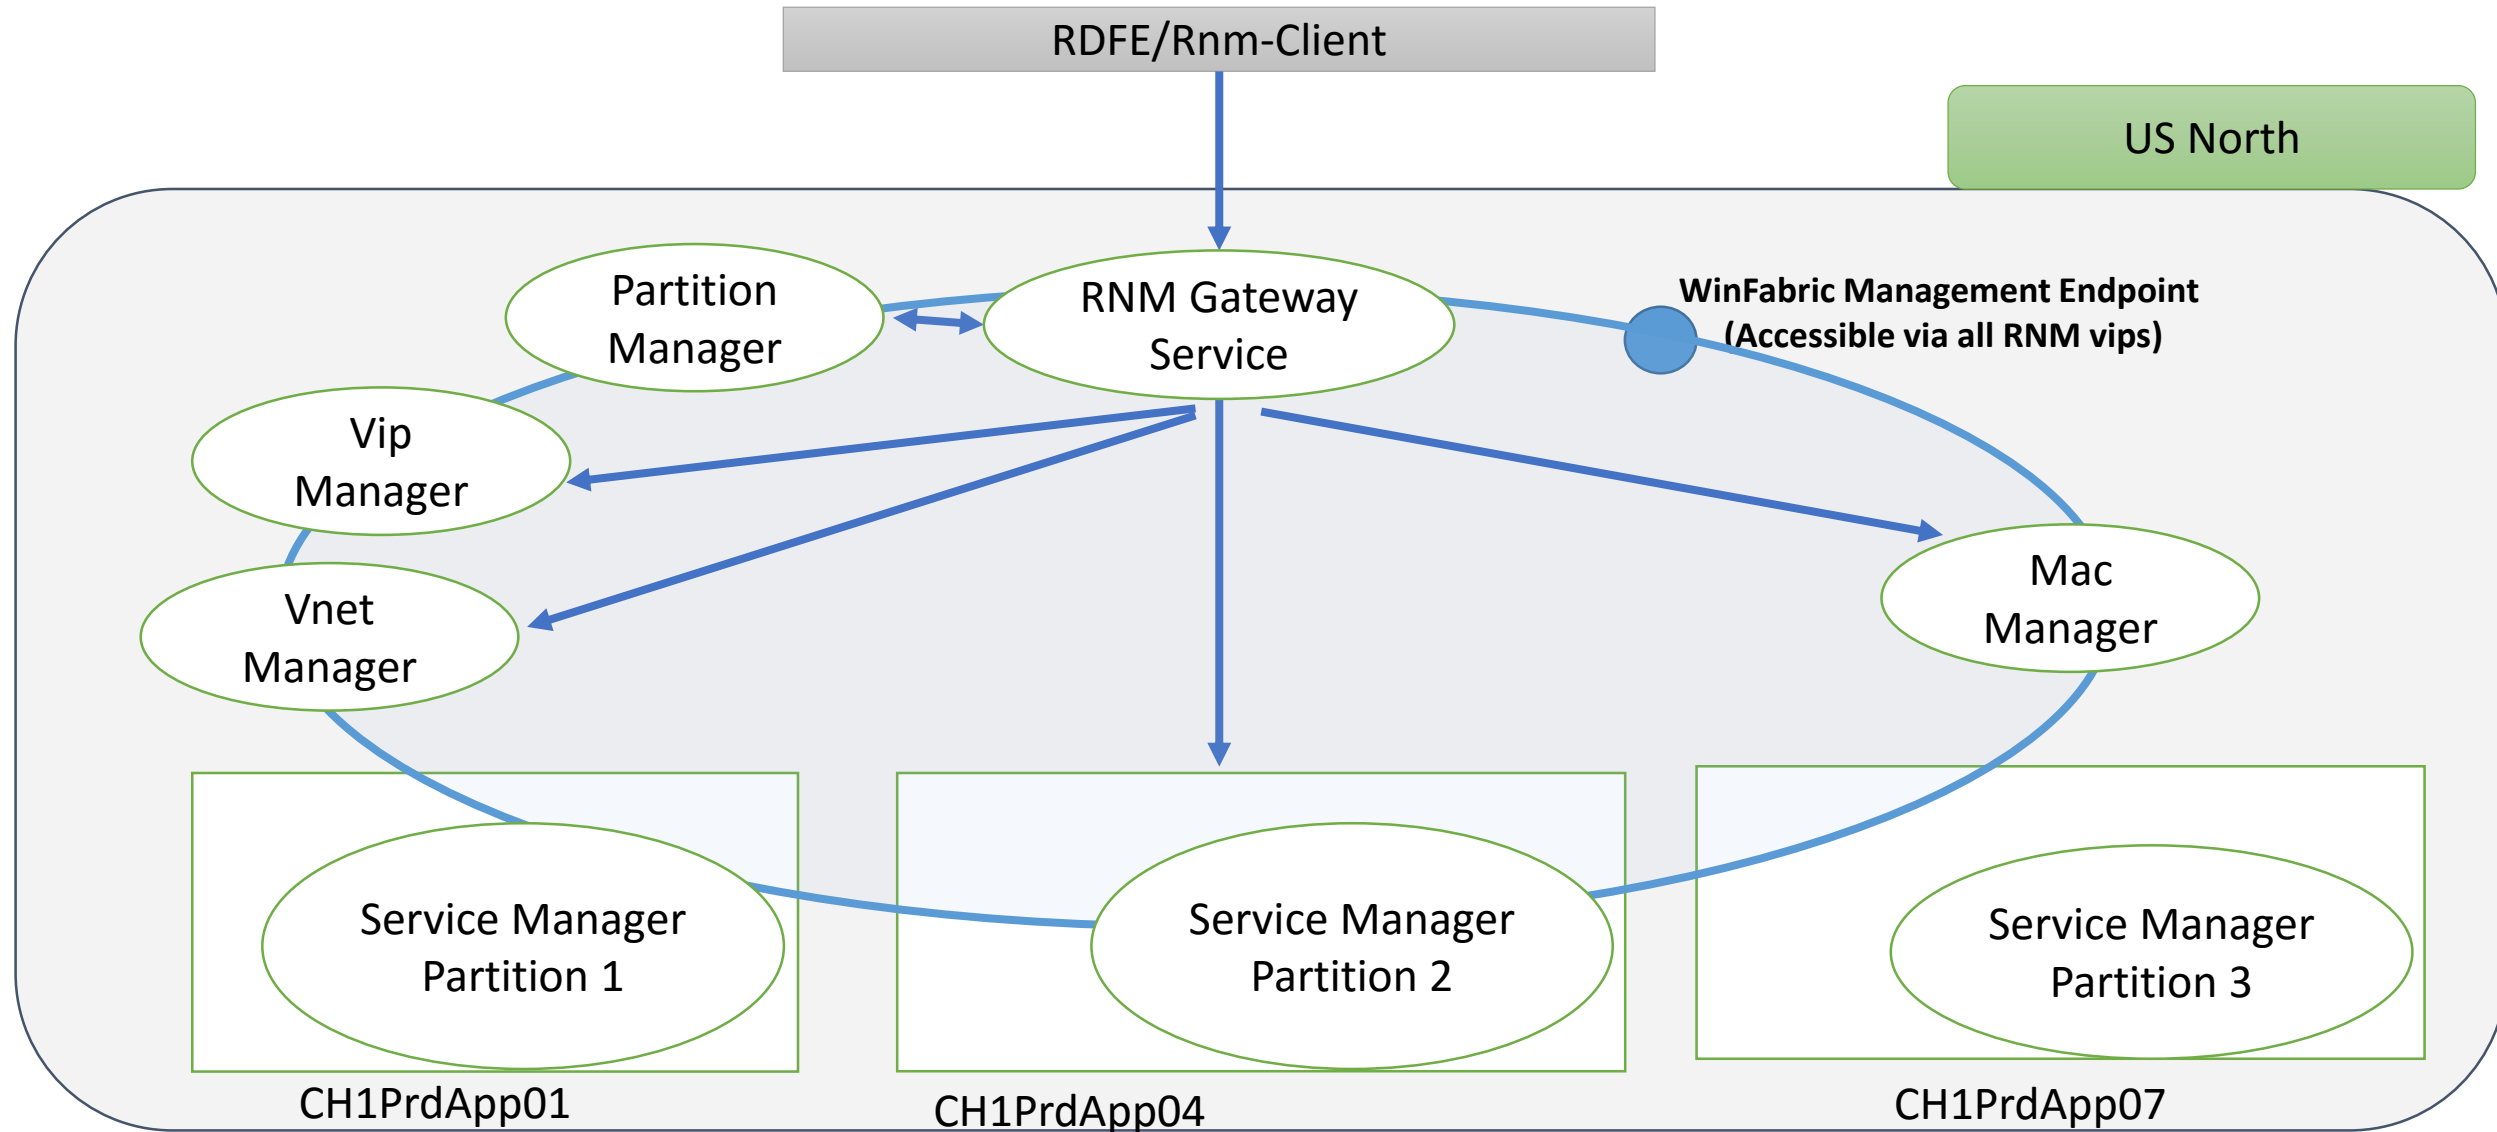 RDFE/Rnm-Client
US North
Partition
Manager
RNM Gateway
Service
WinFabric Management Endpoint
(Accessible via all RNM vips)
Vip
Manager
Vnet
Manager
Mac
Manager
Service Manager
Partition 1
Service Manager
Partition 2
Service Manager
Partition 3
CH1PrdApp01
CH1PrdApp04
CH1PrdApp07